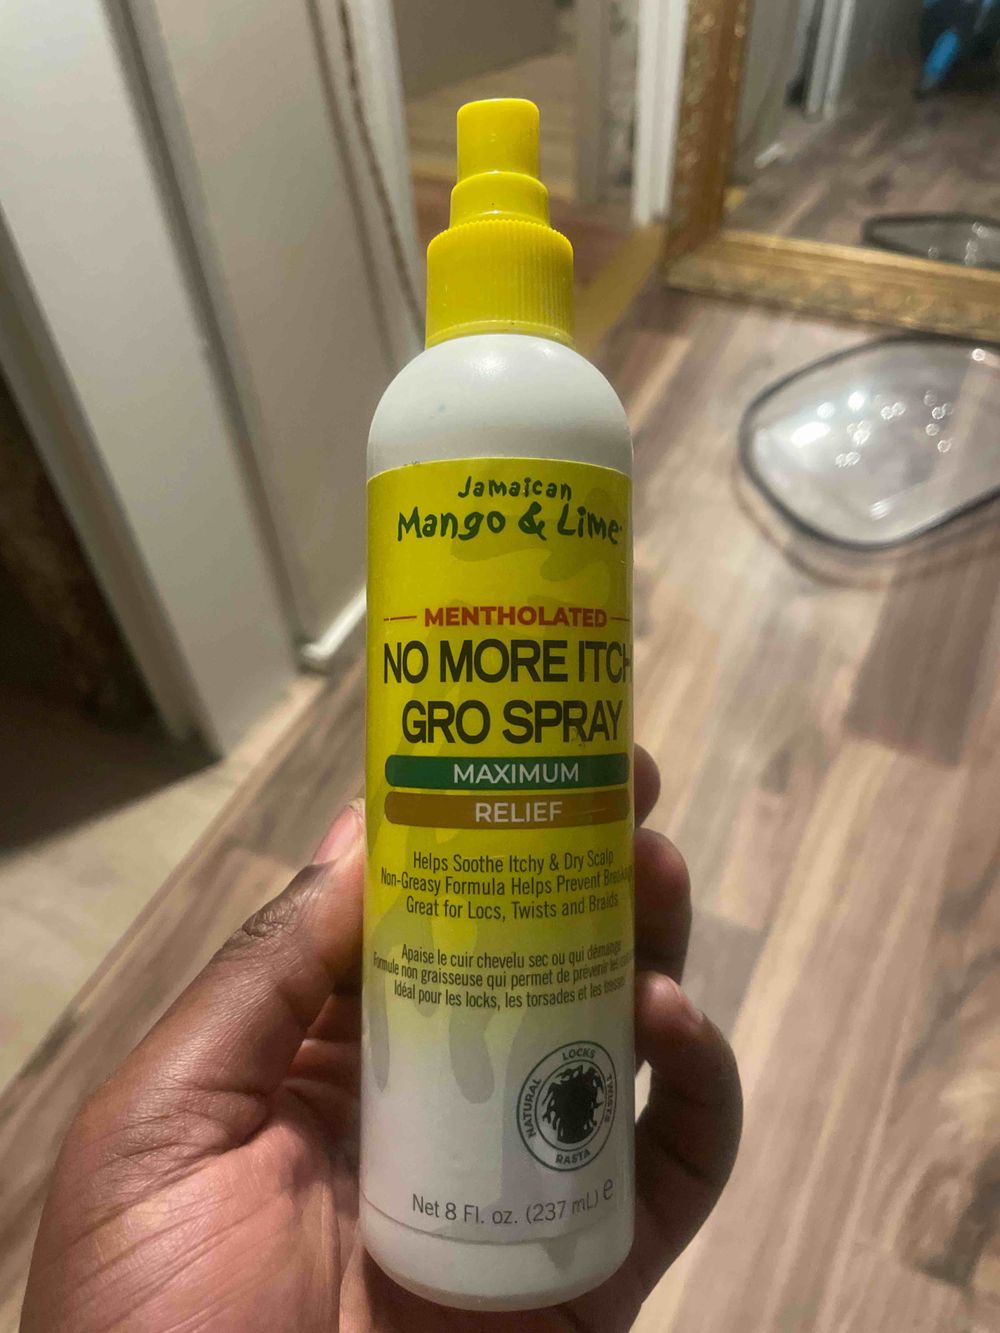 Jamaican
Mango & Lime
MENTHOLATED
NO MORE ITCH
GRO SPRAY
MAXIMUM
RELIEF
Helps Soothe Itchy & Dry Scalp
Non-Greasy Formula Helps Prevent
Great for Locs, Twists and Braids
Apaise le cuir chevelu sec ou qui démange
Formule non graisseuse qui permet de prévenir les
Idéal pour les locks, les torsades et les
LOCKS
NATURAL
TWISTS
RASTA
Net 8 Fl. oz. (237 mL) e